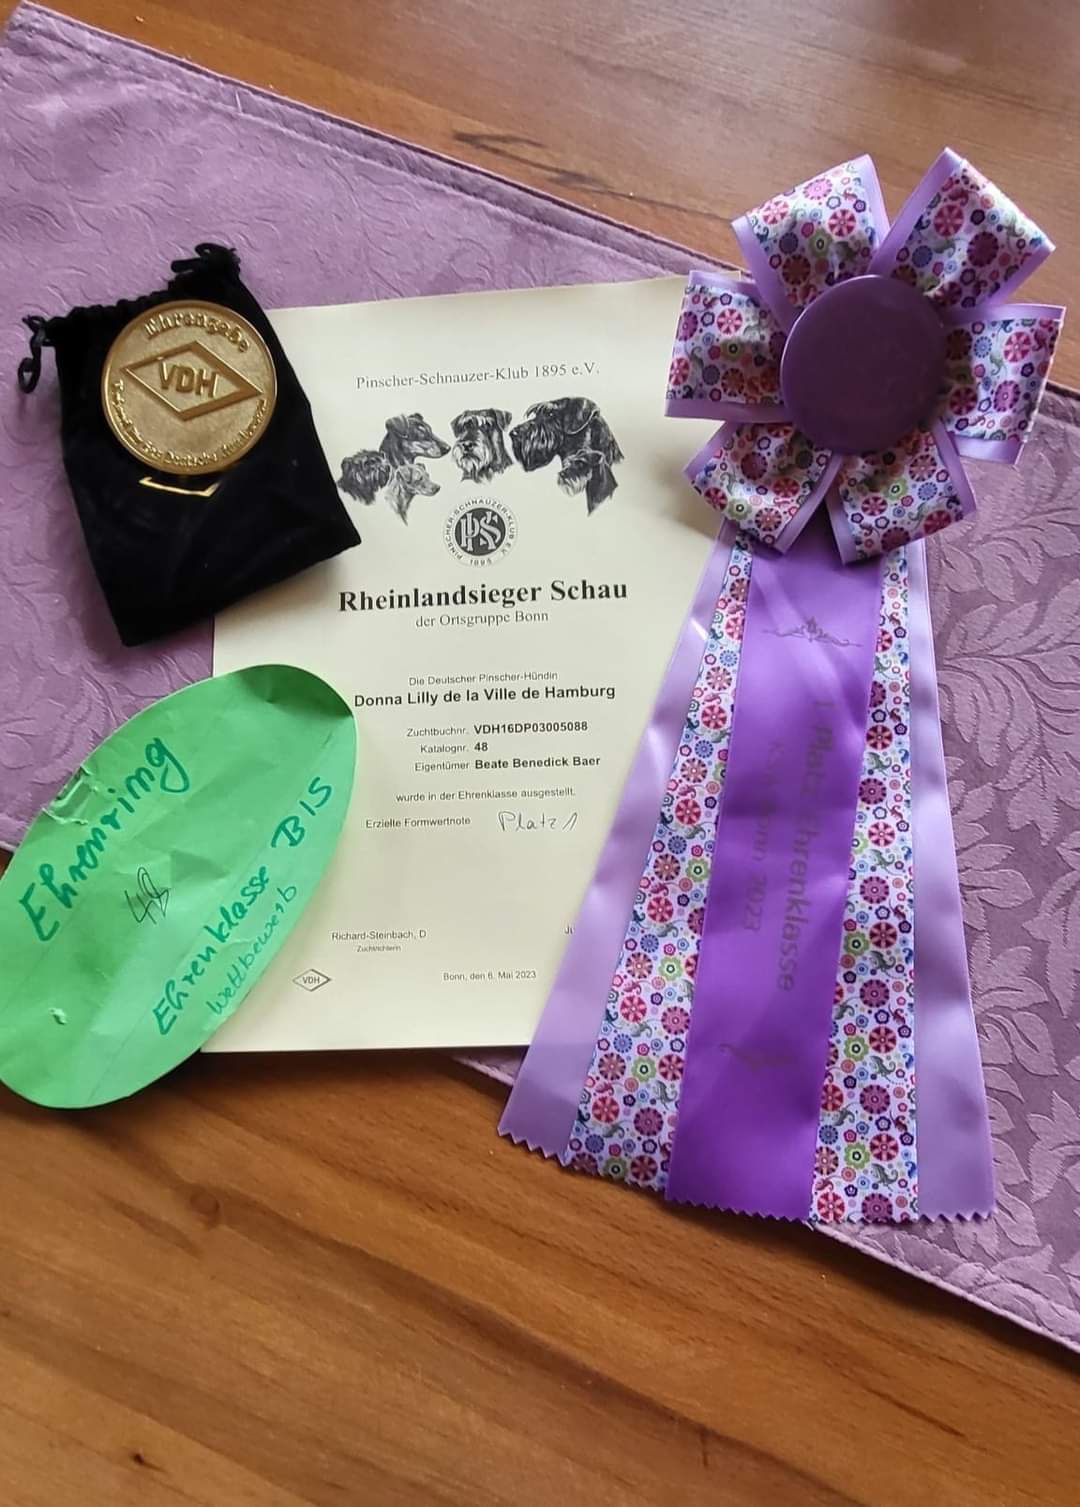 Ehrengabe
VDH
Pinscher-Schnauzer-Klub 1895 e.V.
PINSCHER-SCHNAUZER-KLUB E.V.
PSK
1895
Rheinlandsieger Schau
der Ortsgruppe Bonn
Die Deutscher Pinscher-Hündin
Donna Lilly de la Ville de Hamburg
Zuchtbuchnr. VDH16DP03005088
Katalognr. 48
Eigentümer Beate Benedick Baer
wurde in der Ehrenklasse ausgestellt.
Erzielte Formwertnote Platz 1
Richard-Steinbach, D
Zuchtrichterin
VDH
Bonn, den 6. Mai 2023
Ehrenring
48
Ehrenklasse BIS
Wettbewerb
1. Platz Ehrenklasse
Bonn 2023